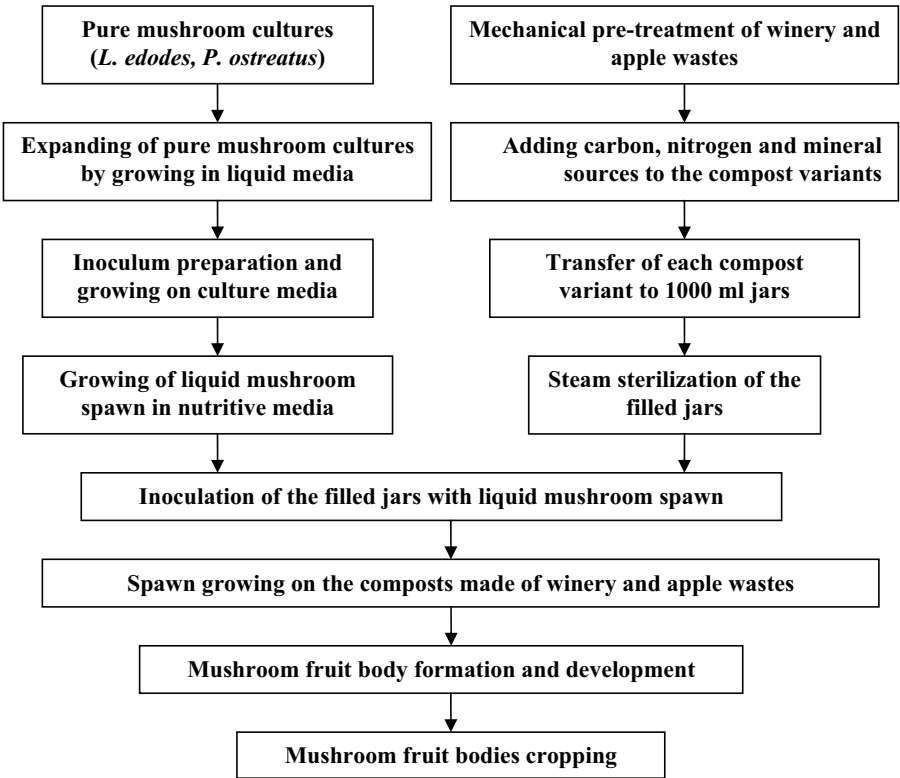 Pure mushroom cultures
(L. edodes, P. ostreatus)
Expanding of pure mushroom cultures
by growing in liquid media
Inoculum preparation and
growing on culture media
Growing of liquid mushroom
spawn in nutritive media
Mechanical pre-treatment of winery and
apple wastes
Adding carbon, nitrogen and mineral
sources to the compost variants
Transfer of each compost
variant to 1000 ml jars
Steam sterilization of the
filled jars
Inoculation of the filled jars with liquid mushroom spawn
Spawn growing on the composts made of winery and apple wastes
Mushroom fruit body formation and development
Mushroom fruit bodies cropping